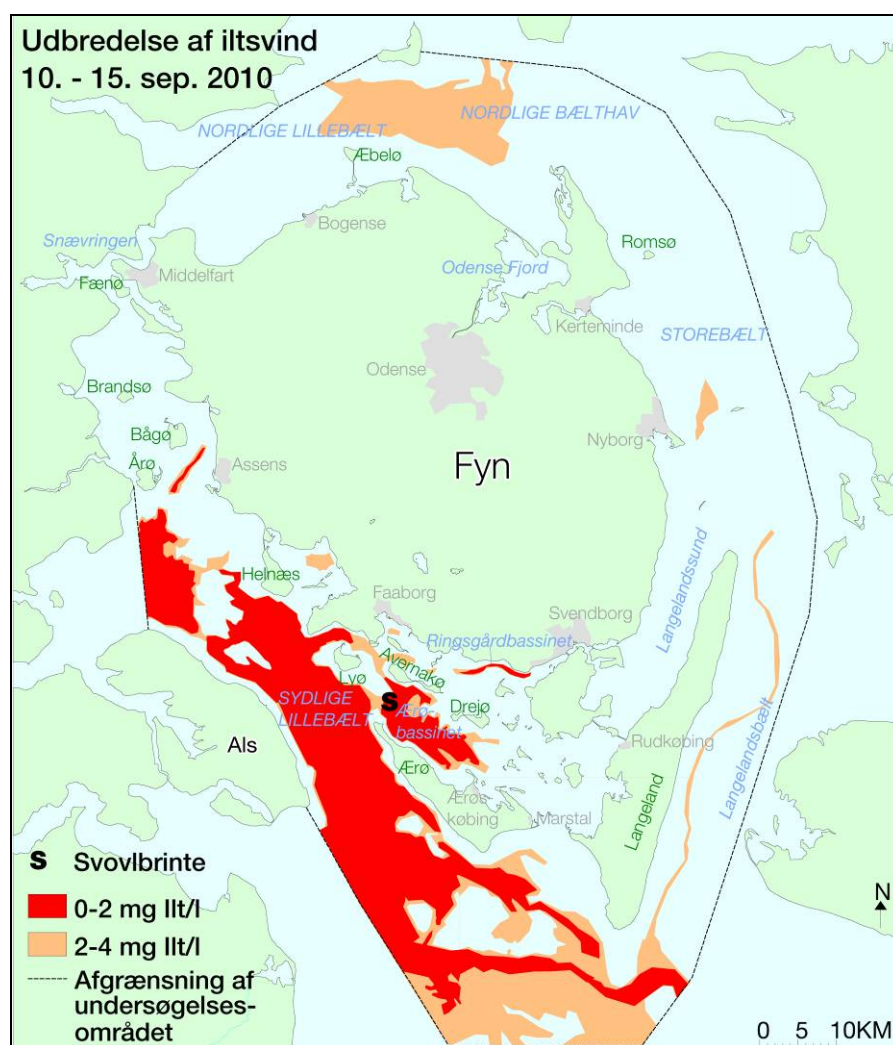 Udbredelse af iltsvind
10. - 15. sep. 2010
NORDLIGE BÆLTHAV
NORDLIGE LILLEBÆLT
Æbelø
Bogense
Snævringen
Romsø
Odense Fjord
Middelfart
Fænø
Kerteminde
STOREBÆLT
Odense
Brandsø
Nyborg
Bågø
Årø
Assens
Fyn
Helnæs
Faaborg
Svendborg
Langelandssund
Ringsgårdbassinet
Avernakø
Lyø
SYDLIGE
LILLEBÆLT
S
Ærø-
bassinet
Drejø
Als
Rudkøbing
Langelandsbælt
Ærø
Langeland
Ærøs-
købing
Marstal
S Svovlbrinte
0-2 mg Ilt/l
2-4 mg Ilt/l
Afgrænsning af
undersøgelses-
området
N
0 5 10KM